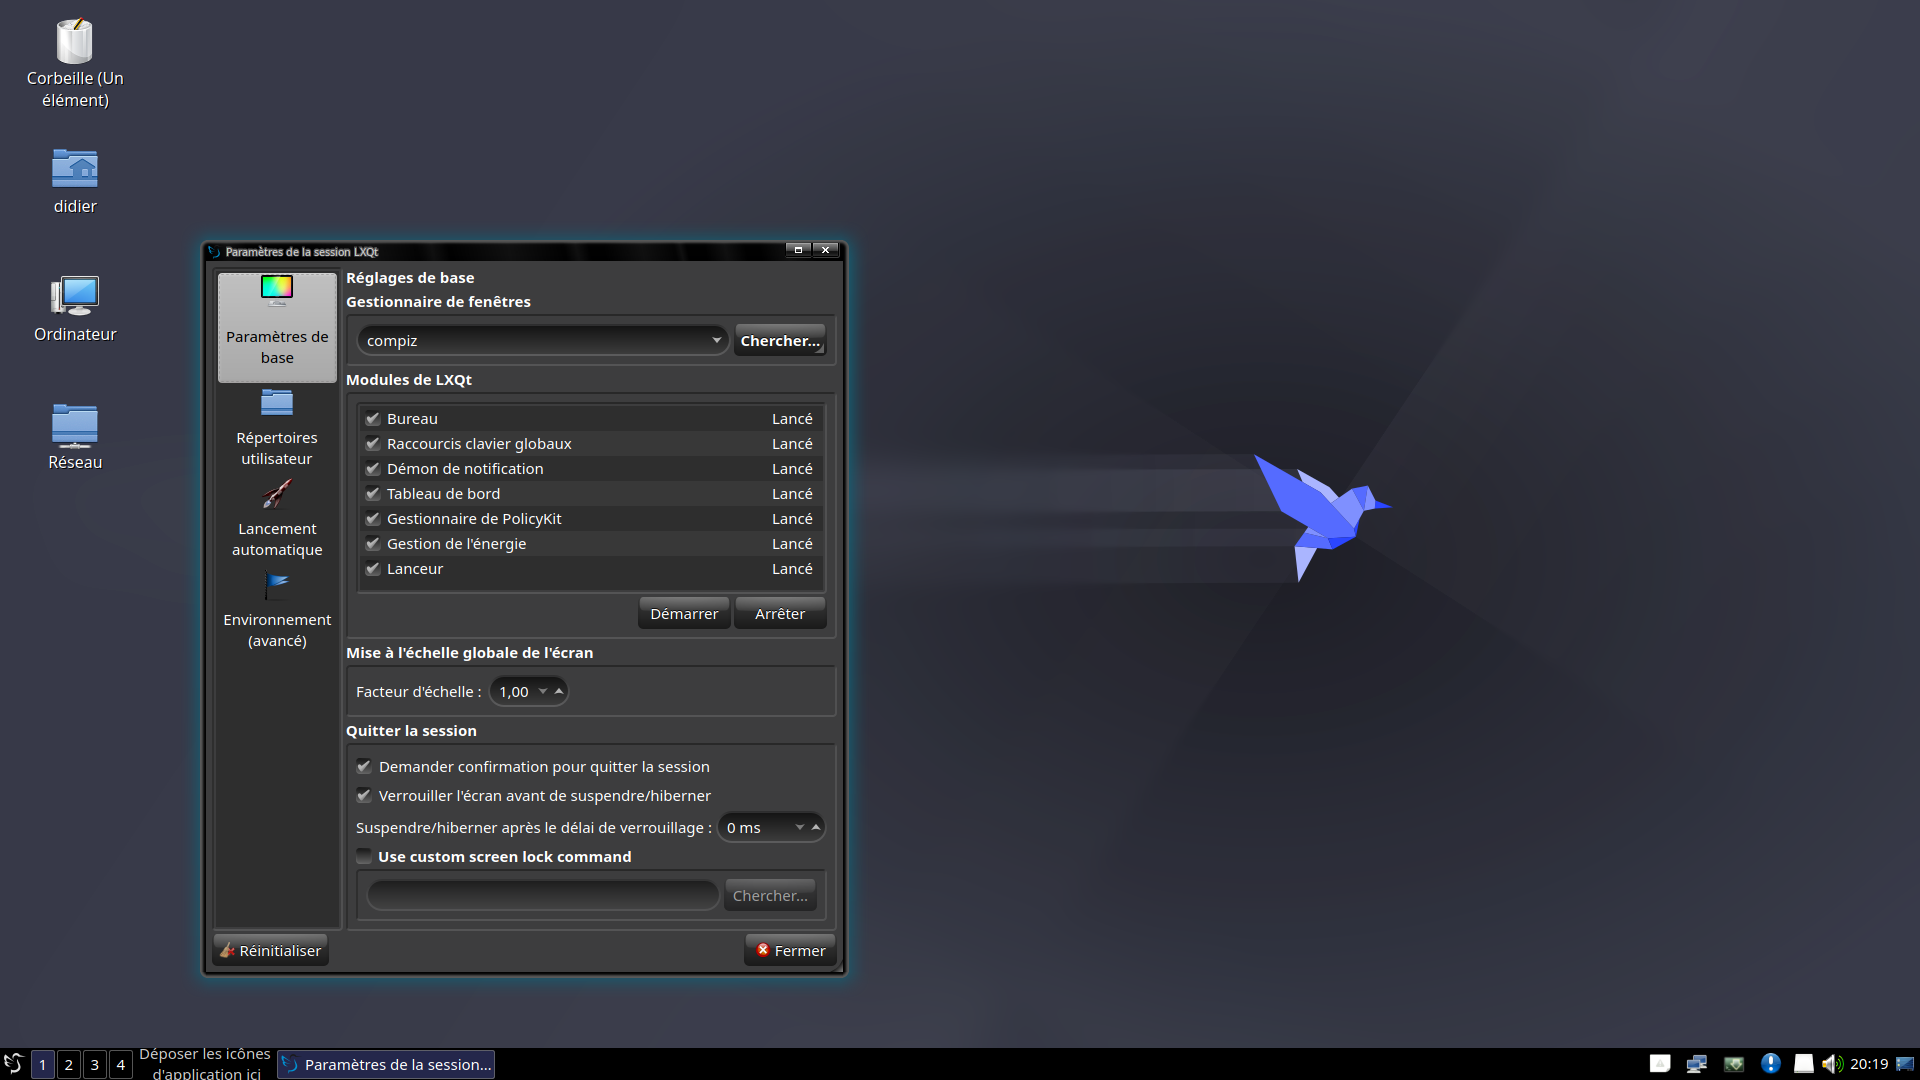 Corbeille (Un
élément)
didier
Ordinateur
Réseau
Paramètres de la session LXQt
Paramètres de
base
Répertoires
utilisateur
Lancement
automatique
Environnement
(avancé)
Réglages de base
Gestionnaire de fenêtres
compiz
Chercher...
Modules de LXQt
Bureau Lancé
Raccourcis clavier globaux Lancé
Démon de notification Lancé
Tableau de bord Lancé
Gestionnaire de PolicyKit Lancé
Gestion de l'énergie Lancé
Lanceur Lancé
Démarrer Arrêter
Mise à l'échelle globale de l'écran
Facteur d'échelle : 1,00
Quitter la session
Demander confirmation pour quitter la session
Verrouiller l'écran avant de suspendre/hiberner
Suspendre/hiberner après le délai de verrouillage : 0 ms
Use custom screen lock command
Chercher...
Réinitialiser Fermer
1 2 3 4
Déposer les icônes
d'application ici
Paramètres de la session...
20:19